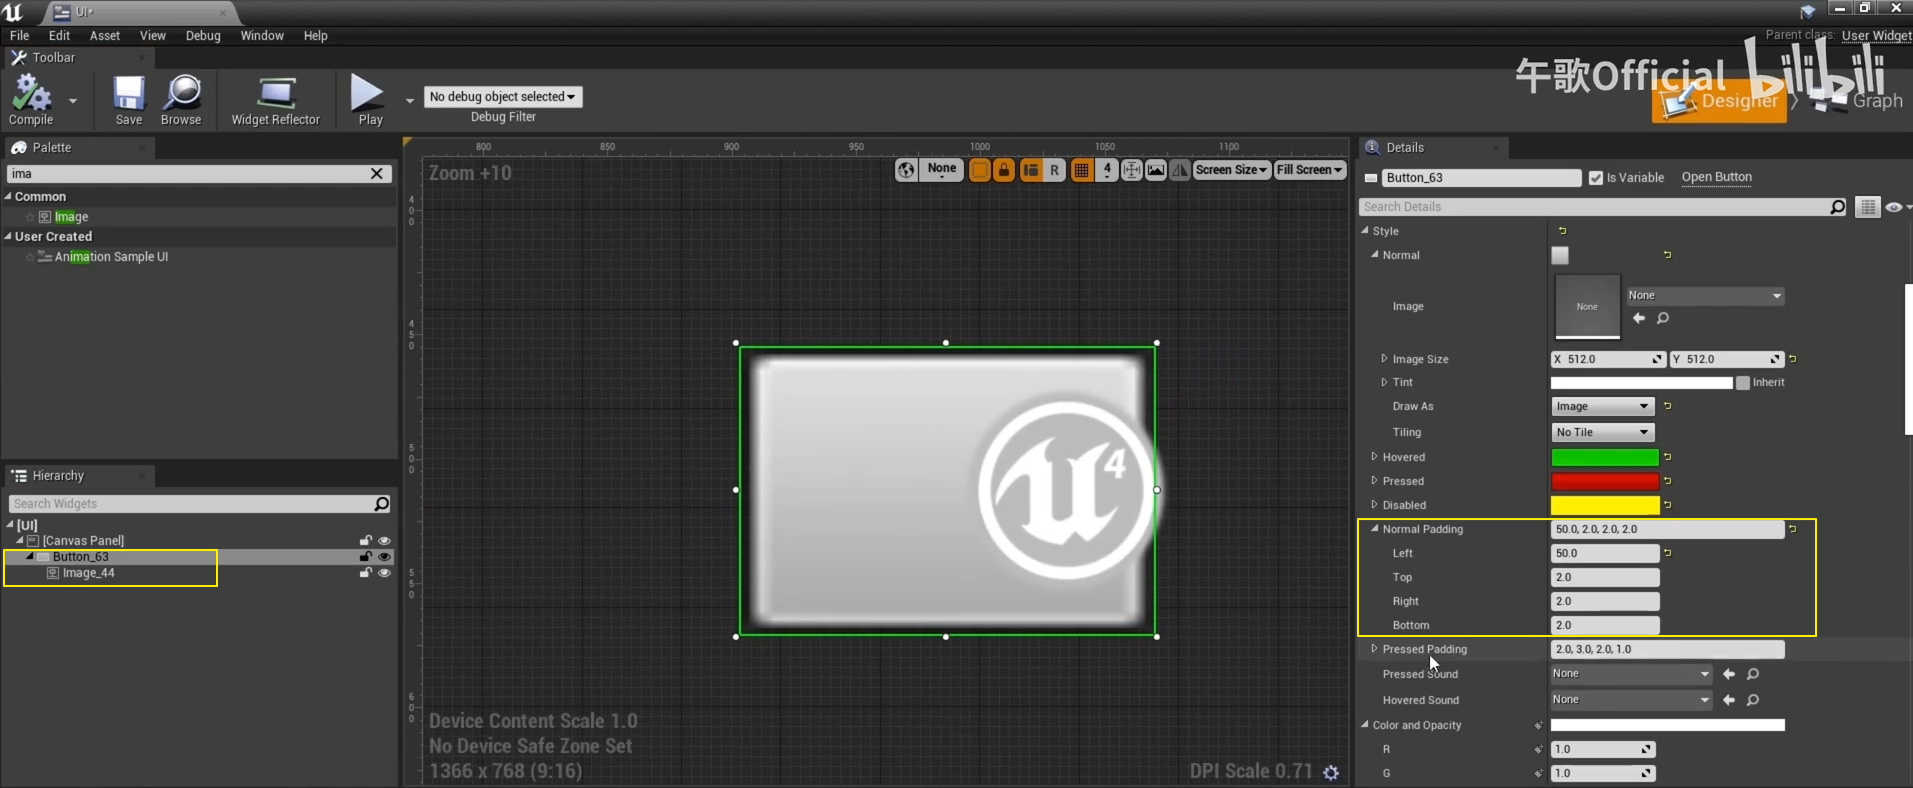 UI*
File Edit Asset View Debug Window Help
Parent class: User Widget
Toolbar
午歌Official bilibili
Compile Save Browse Widget Reflector Play
No debug object selected
Debug Filter
Designer Graph
Palette
ima
Common
Image
User Created
Animation Sample UI
Hierarchy
Search Widgets
[UI]
[Canvas Panel]
Button_63
Image_44
800 850 900 950 1000 1050 1100
Zoom +10
None R 4 Screen Size Fill Screen
400
450
500
550
600
4
Device Content Scale 1.0
No Device Safe Zone Set
1366 x 768 (9:16)
DPI Scale 0.71
Details
Button_63 Is Variable Open Button
Search Details
Style
Normal
Image None None
Image Size X 512.0 Y 512.0
Tint Inherit
Draw As Image
Tiling No Tile
Hovered
Pressed
Disabled
Normal Padding 50.0, 2.0, 2.0, 2.0
Left 50.0
Top 2.0
Right 2.0
Bottom 2.0
Pressed Padding 2.0, 3.0, 2.0, 1.0
Pressed Sound None
Hovered Sound None
Color and Opacity
R 1.0
G 1.0